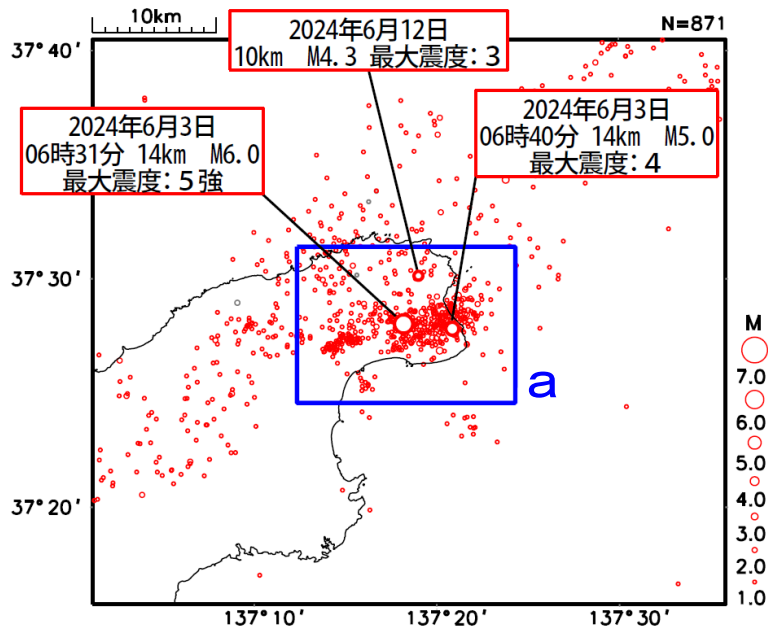 10km
N=871
2024年6月12日
10km M4.3 最大震度:3
2024年6月3日
06時31分 14km M6.0
最大震度:5強
2024年6月3日
06時40分 14km M5.0
最大震度:4
37°40′
37°30′
37°20′
a
M
7.0
6.0
5.0
4.0
3.0
2.0
1.0
137°10′
137°20′
137°30′